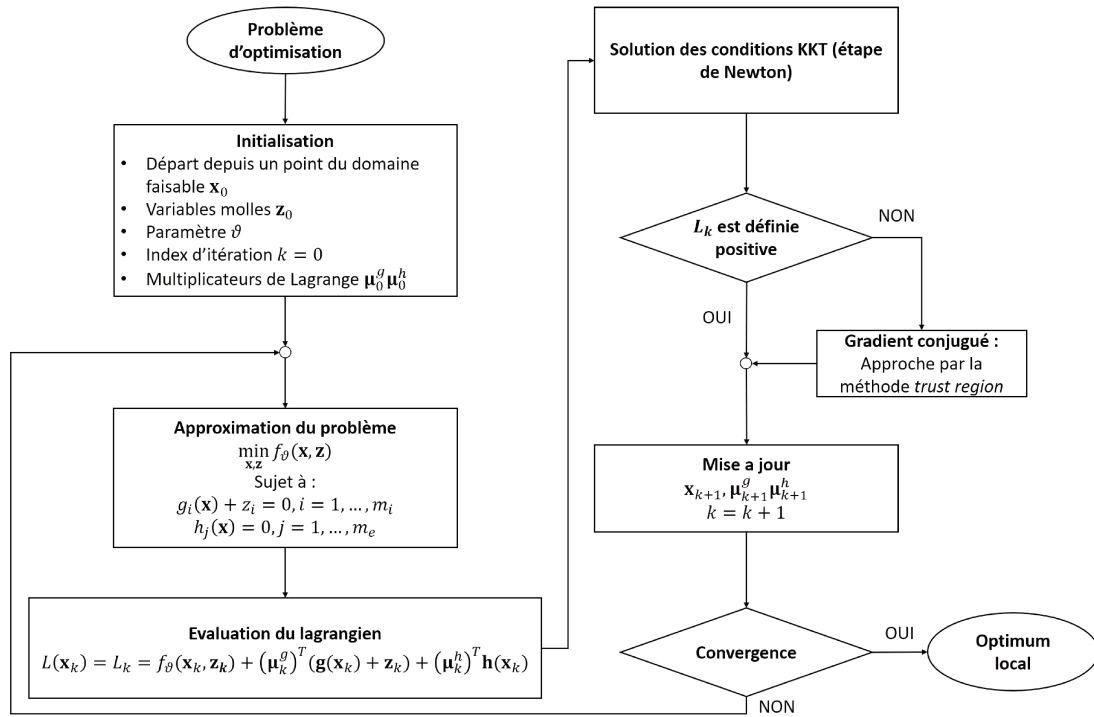 Problème
d'optimisation
Initialisation
• Départ depuis un point du domaine
faisable 𝐱₀
• Variables molles 𝐳₀
• Paramètre ϑ
• Index d'itération k = 0
• Multiplicateurs de Lagrange 𝛍₀^g 𝛍₀^h
Approximation du problème
min f_ϑ(𝐱, 𝐳)
𝐱,𝐳
Sujet à :
g_i(𝐱) + z_i = 0, i = 1, … , m_i
h_j(𝐱) = 0, j = 1, … , m_e
Evaluation du lagrangien
L(𝐱_k) = L_k = f_ϑ(𝐱_k, 𝐳_k) + (𝛍_k^g)^T (𝐠(𝐱_k) + 𝐳_k) + (𝛍_k^h)^T 𝐡(𝐱_k)
Solution des conditions KKT (étape
de Newton)
L_k est définie
positive
NON
OUI
Gradient conjugué :
Approche par la
méthode trust region
Mise a jour
𝐱_{k+1}, 𝛍_{k+1}^g 𝛍_{k+1}^h
k = k + 1
Convergence
OUI
NON
Optimum
local